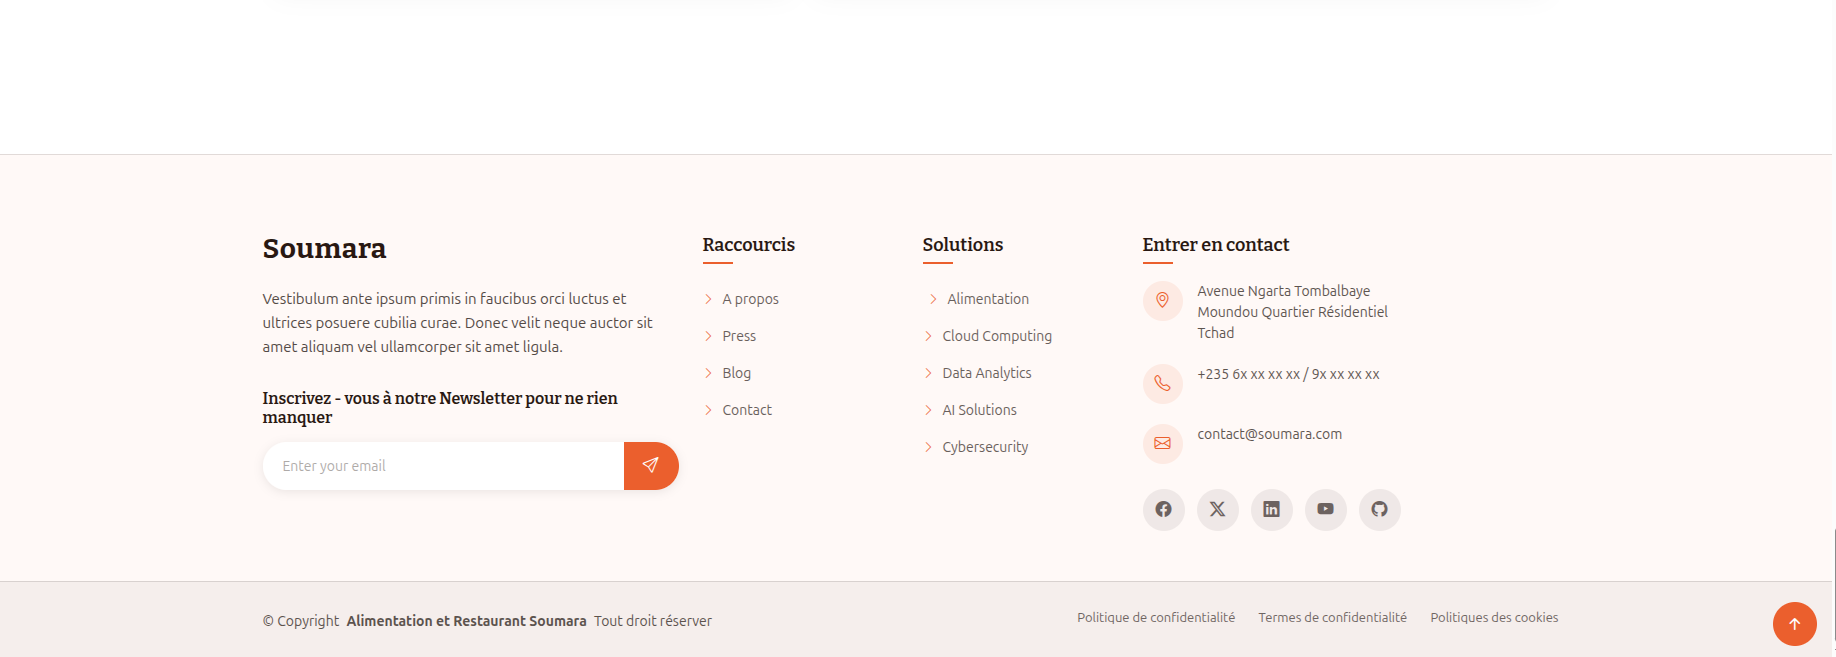 Soumara
Vestibulum ante ipsum primis in faucibus orci luctus et
ultrices posuere cubilia curae. Donec velit neque auctor sit
amet aliquam vel ullamcorper sit amet ligula.
Inscrivez - vous à notre Newsletter pour ne rien
manquer
Enter your email
Raccourcis
A propos
Press
Blog
Contact
Solutions
Alimentation
Cloud Computing
Data Analytics
AI Solutions
Cybersecurity
Entrer en contact
Avenue Ngarta Tombalbaye
Moundou Quartier Résidentiel
Tchad
+235 6x xx xx xx / 9x xx xx xx
contact@soumara.com
© Copyright Alimentation et Restaurant Soumara Tout droit réserver
Politique de confidentialité Termes de confidentialité Politiques des cookies